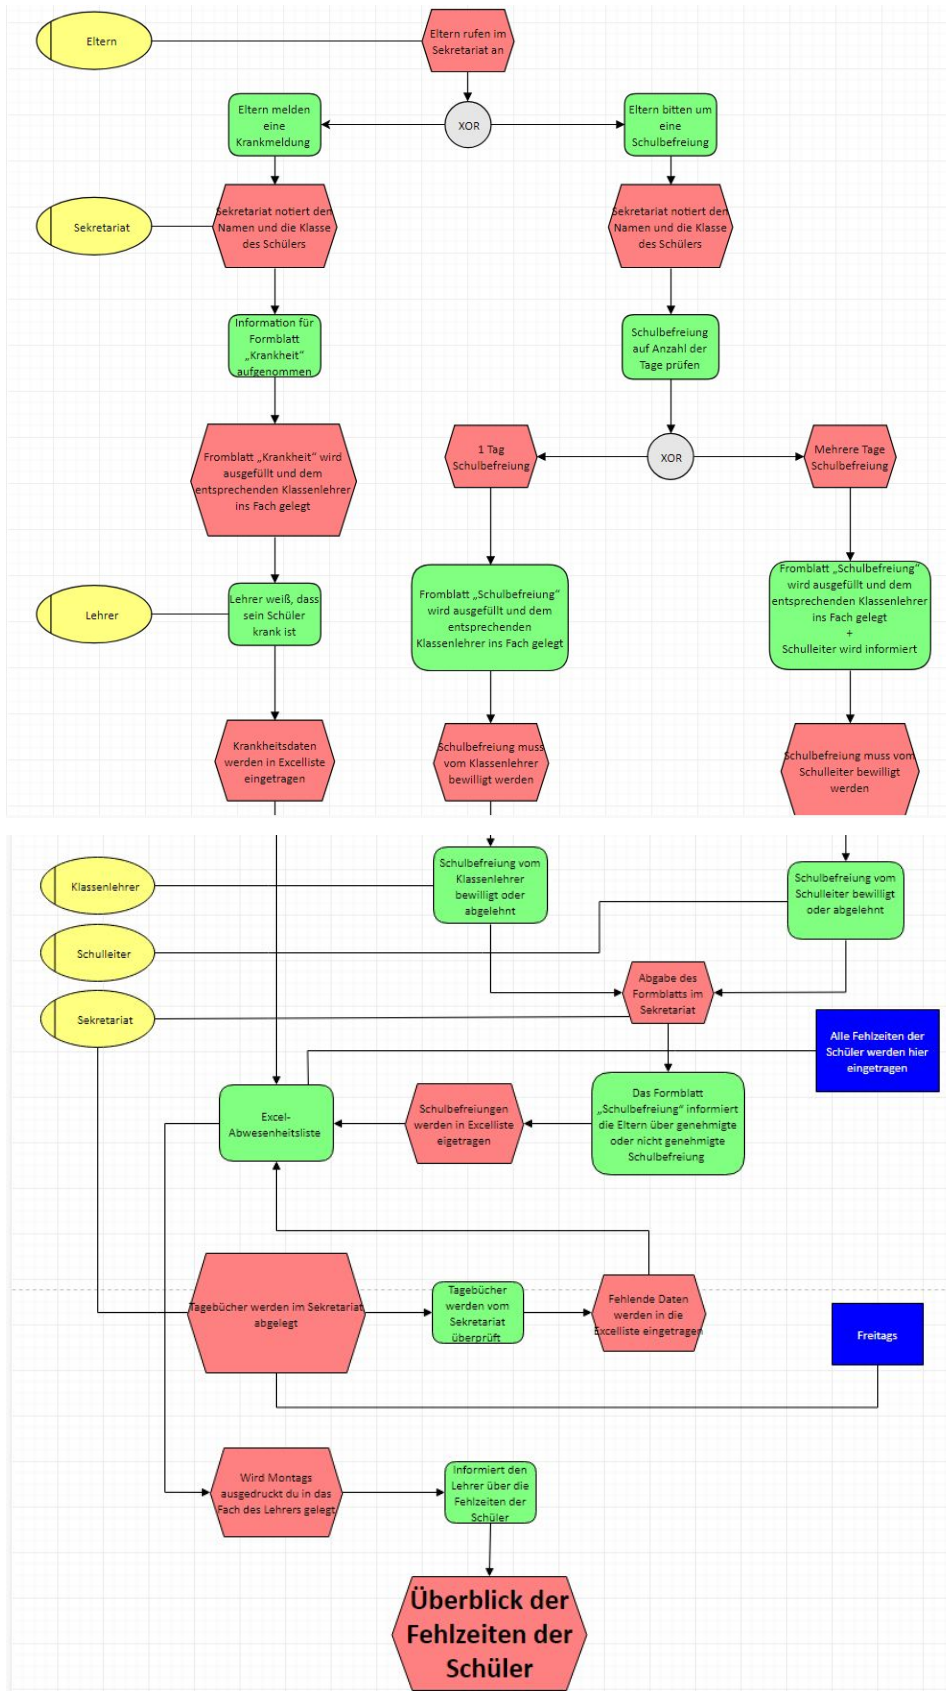 Eltern
Eltern rufen im
Sekretariat an
Eltern melden
eine
Krankmeldung
XOR
Eltern bitten um
eine
Schulbefreiung
Sekretariat
Sekretariat notiert den
Namen und die Klasse
des Schülers
Sekretariat notiert den
Namen und die Klasse
des Schülers
Information für
Formblatt
„Krankheit“
aufgenommen
Schulbefreiung
auf Anzahl der
Tage prüfen
Fromblatt „Krankheit“ wird
ausgefüllt und dem
entsprechenden Klassenlehrer
ins Fach gelegt
1 Tag
Schulbefreiung
XOR
Mehrere Tage
Schulbefreiung
Lehrer
Lehrer weiß, dass
sein Schüler
krank ist
Fromblatt „Schulbefreiung“
wird ausgefüllt und dem
entsprechenden
Klassenlehrer ins Fach gelegt
Fromblatt „Schulbefreiung“
wird ausgefüllt und dem
entsprechenden Klassenlehrer
ins Fach gelegt
+
Schulleiter wird informiert
Krankheitsdaten
werden in Excelliste
eingetragen
Schulbefreiung muss
vom Klassenlehrer
bewilligt werden
Schulbefreiung muss vom
Schulleiter bewilligt
werden
Klassenlehrer
Schulbefreiung vom
Klassenlehrer
bewilligt oder
abgelehnt
Schulbefreiung vom
Schulleiter bewilligt
oder abgelehnt
Schulleiter
Sekretariat
Abgabe des
Formblatts im
Sekretariat
Alle Fehlzeiten der
Schüler werden hier
eingetragen
Excel-
Abwesenheitsliste
Schulbefreiungen
werden in Excelliste
eigetragen
Das Formblatt
„Schulbefreiung“ informiert
die Eltern über genehmigte
oder nicht genehmigte
Schulbefreiung
Tagebücher werden im Sekretariat
abgelegt
Tagebücher
werden vom
Sekretariat
überprüft
Fehlende Daten
werden in die
Excelliste eingetragen
Freitags
Wird Montags
ausgedruckt du in das
Fach des Lehrers gelegt
Informiert den
Lehrer über die
Fehlzeiten der
Schüler
Überblick der
Fehlzeiten der
Schüler